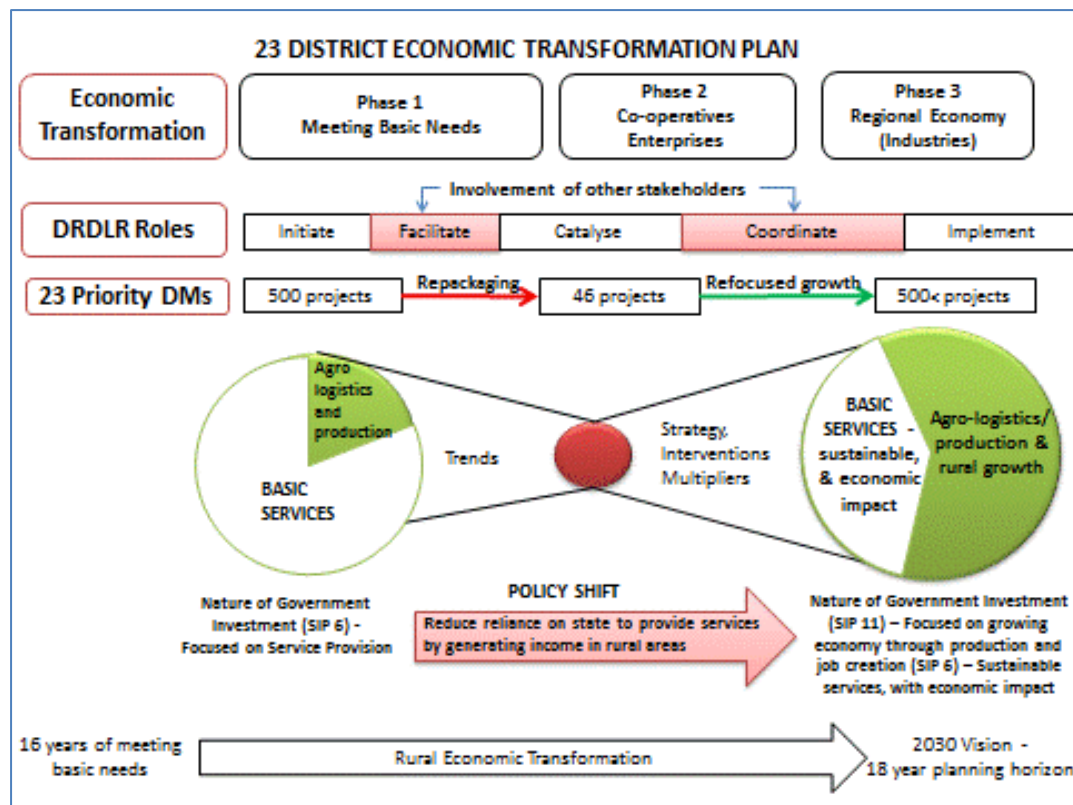 23 DISTRICT ECONOMIC TRANSFORMATION PLAN
Economic
Transformation
Phase 1
Meeting Basic Needs
Phase 2
Co-operatives
Enterprises
Phase 3
Regional Economy
(Industries)
Involvement of other stakeholders
DRDLR Roles
Initiate
Facilitate
Catalyse
Coordinate
Implement
23 Priority DMs
500 projects
Repackaging
46 projects
Refocused growth
500< projects
Agro
logistics
and
production
BASIC
SERVICES
Trends
Strategy,
Interventions
Multipliers
BASIC
SERVICES -
sustainable,
& economic
impact
Agro-logistics/
production &
rural growth
Nature of Government
Investment (SIP 6) -
Focused on Service Provision
POLICY SHIFT
Reduce reliance on state to provide services
by generating income in rural areas
Nature of Government Investment
(SIP 11) – Focused on growing
economy through production and
job creation (SIP 6) – Sustainable
services, with economic impact
16 years of meeting
basic needs
Rural Economic Transformation
2030 Vision -
18 year planning horizon